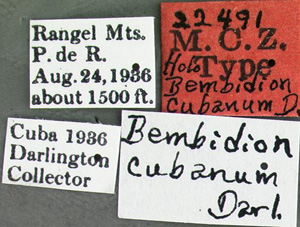 Rangel Mts.
P. de R.
Aug. 24, 1936
about 1500 ft.
22491
M. C. Z.
Holo Type
Bembidion
cubanum D
Cuba 1936
Darlington
Collector
Bembidion
cubanum
Darl.